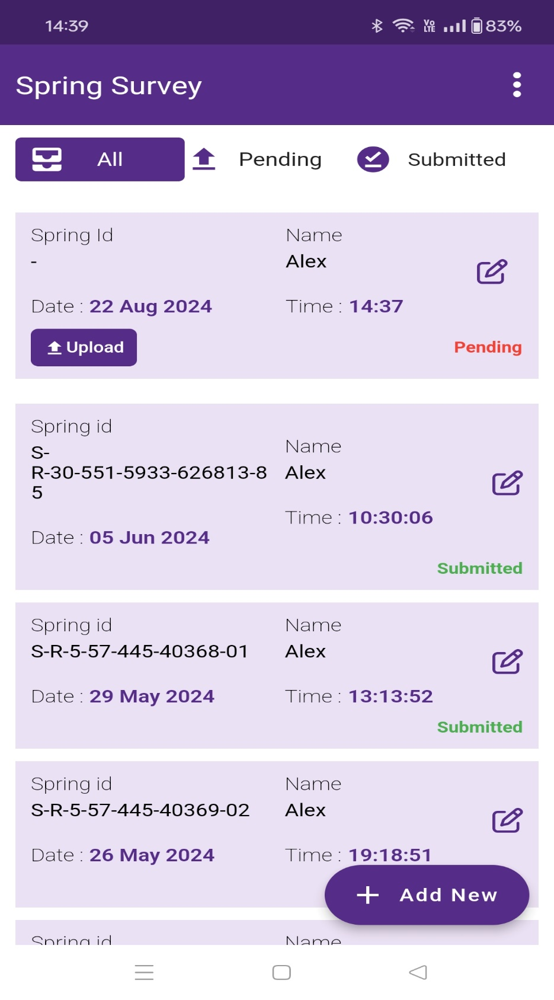 14:39 Vo LTE 83%
Spring Survey
All Pending Submitted
Spring Id Name
- Alex
Date : 22 Aug 2024 Time : 14:37
Upload Pending
Spring id
S-
R-30-551-5933-626813-8
5
Name
Alex
Time : 10:30:06
Date : 05 Jun 2024
Submitted
Spring id Name
S-R-5-57-445-40368-01 Alex
Date : 29 May 2024 Time : 13:13:52
Submitted
Spring id Name
S-R-5-57-445-40369-02 Alex
Date : 26 May 2024 Time : 19:18:51
Add New
Spring id Name